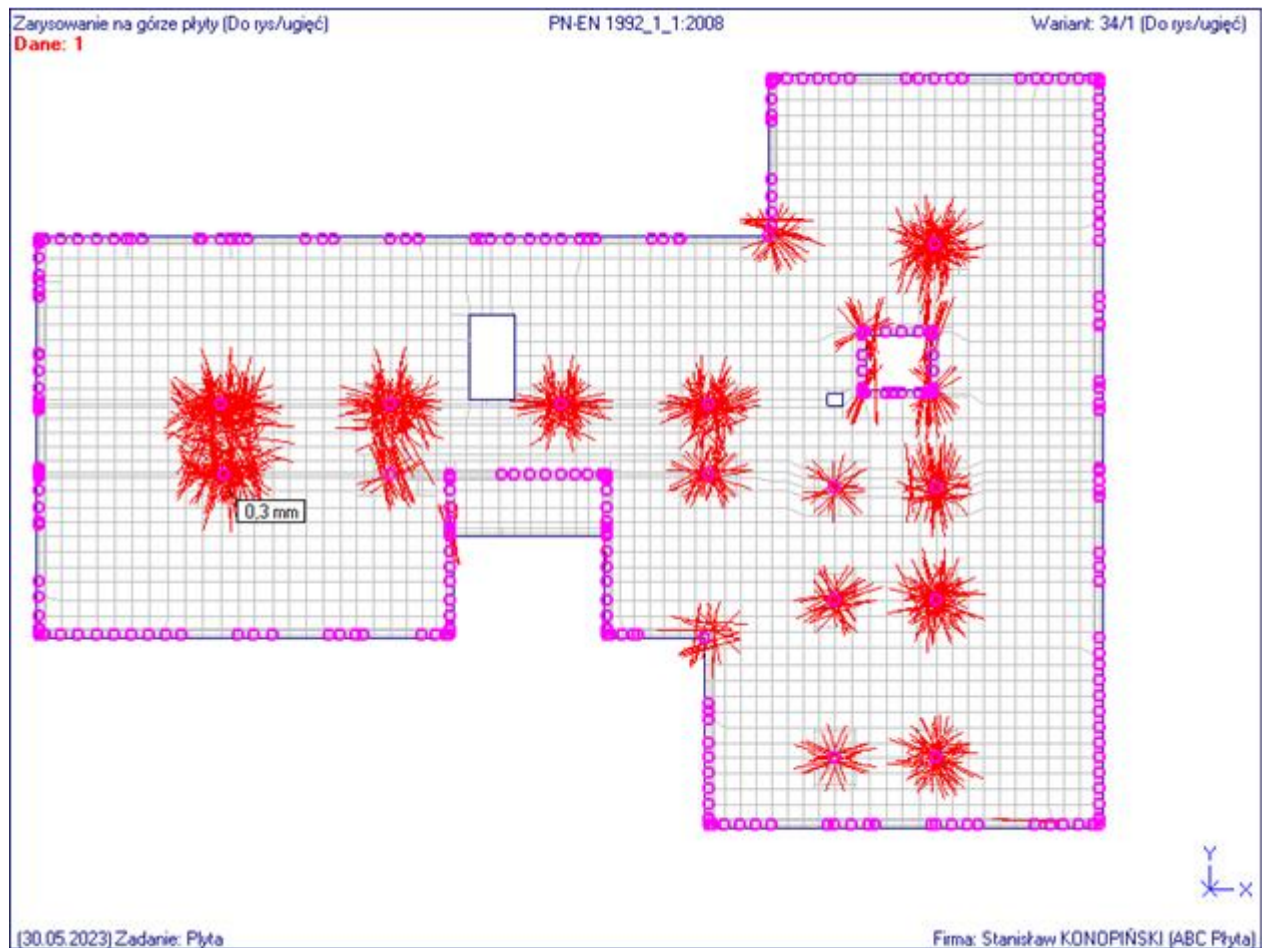 Zarysowanie na górze płyty (Do rys/ugięć) PN-EN 1992_1_1:2008 Wariant: 34/1 (Do rys/ugięć)
Dane: 1
0,3 mm
Y
X
(30.05.2023) Zadanie: Plyta Firma: Stanisław KONOPIŃSKI (ABC Płyta)